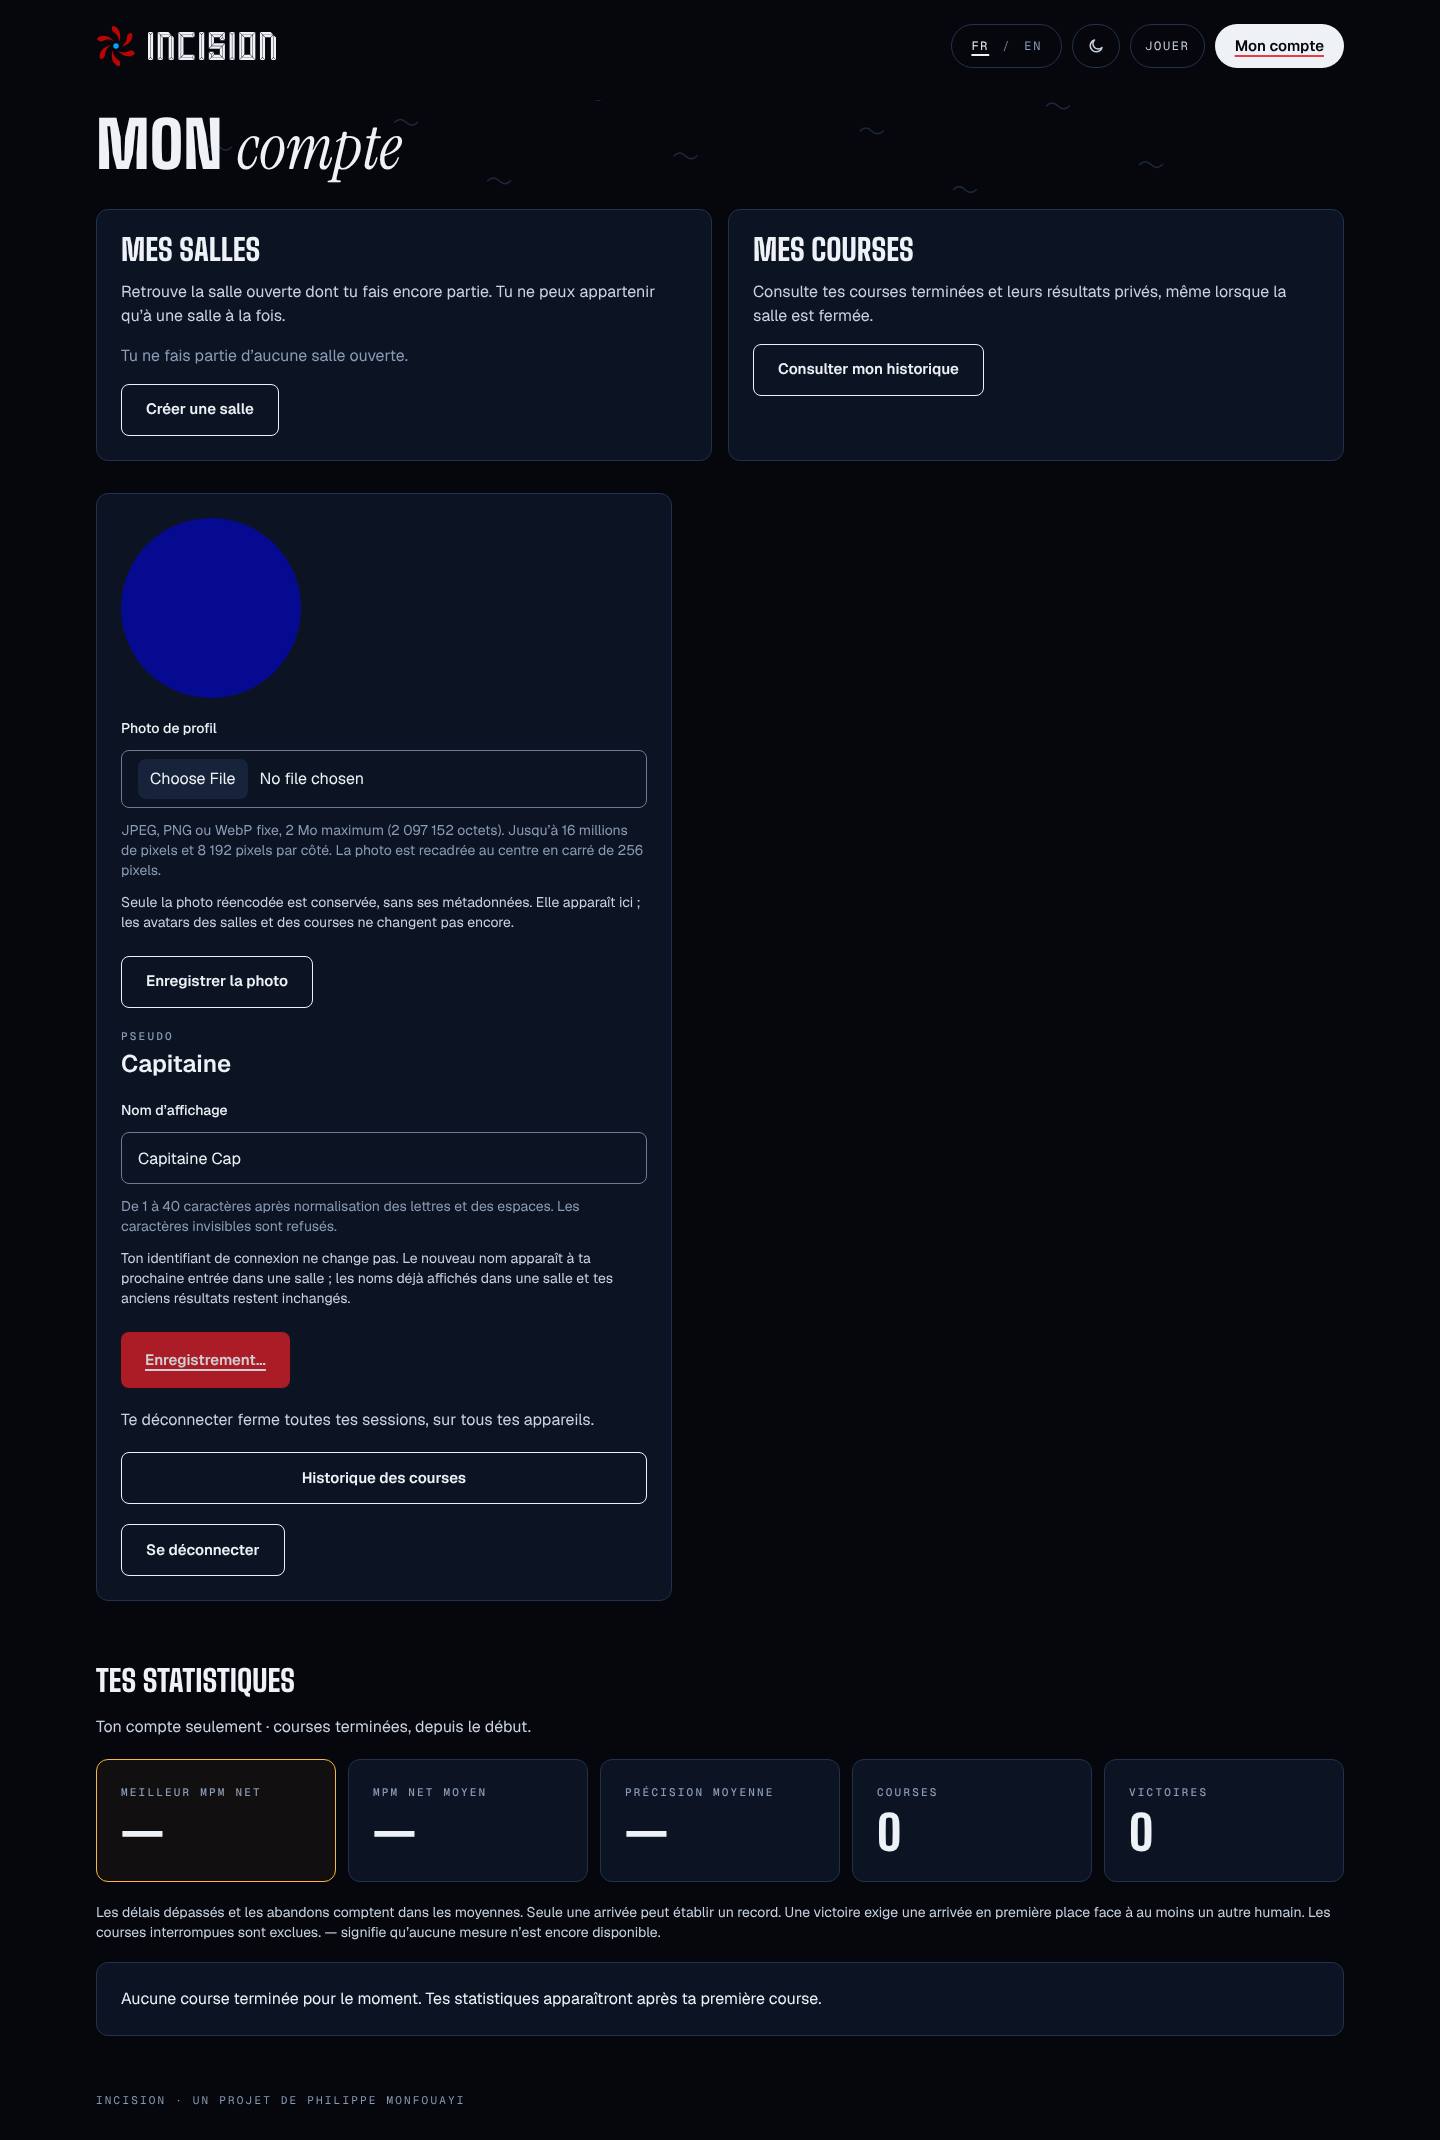 INCISION
FR / EN
JOUER
Mon compte
MON compte
MES SALLES
Retrouve la salle ouverte dont tu fais encore partie. Tu ne peux appartenir
qu’à une salle à la fois.
Tu ne fais partie d’aucune salle ouverte.
Créer une salle
MES COURSES
Consulte tes courses terminées et leurs résultats privés, même lorsque la
salle est fermée.
Consulter mon historique
Photo de profil
Choose File No file chosen
JPEG, PNG ou WebP fixe, 2 Mo maximum (2 097 152 octets). Jusqu’à 16 millions
de pixels et 8 192 pixels par côté. La photo est recadrée au centre en carré de 256
pixels.
Seule la photo réencodée est conservée, sans ses métadonnées. Elle apparaît ici ;
les avatars des salles et des courses ne changent pas encore.
Enregistrer la photo
PSEUDO
Capitaine
Nom d’affichage
Capitaine Cap
De 1 à 40 caractères après normalisation des lettres et des espaces. Les
caractères invisibles sont refusés.
Ton identifiant de connexion ne change pas. Le nouveau nom apparaît à ta
prochaine entrée dans une salle ; les noms déjà affichés dans une salle et tes
anciens résultats restent inchangés.
Enregistrement…
Te déconnecter ferme toutes tes sessions, sur tous tes appareils.
Historique des courses
Se déconnecter
TES STATISTIQUES
Ton compte seulement · courses terminées, depuis le début.
MEILLEUR MPM NET
—
MPM NET MOYEN
—
PRÉCISION MOYENNE
—
COURSES
0
VICTOIRES
0
Les délais dépassés et les abandons comptent dans les moyennes. Seule une arrivée peut établir un record. Une victoire exige une arrivée en première place face à au moins un autre humain. Les
courses interrompues sont exclues. — signifie qu’aucune mesure n’est encore disponible.
Aucune course terminée pour le moment. Tes statistiques apparaîtront après ta première course.
INCISION · UN PROJET DE PHILIPPE MONFOUAYI